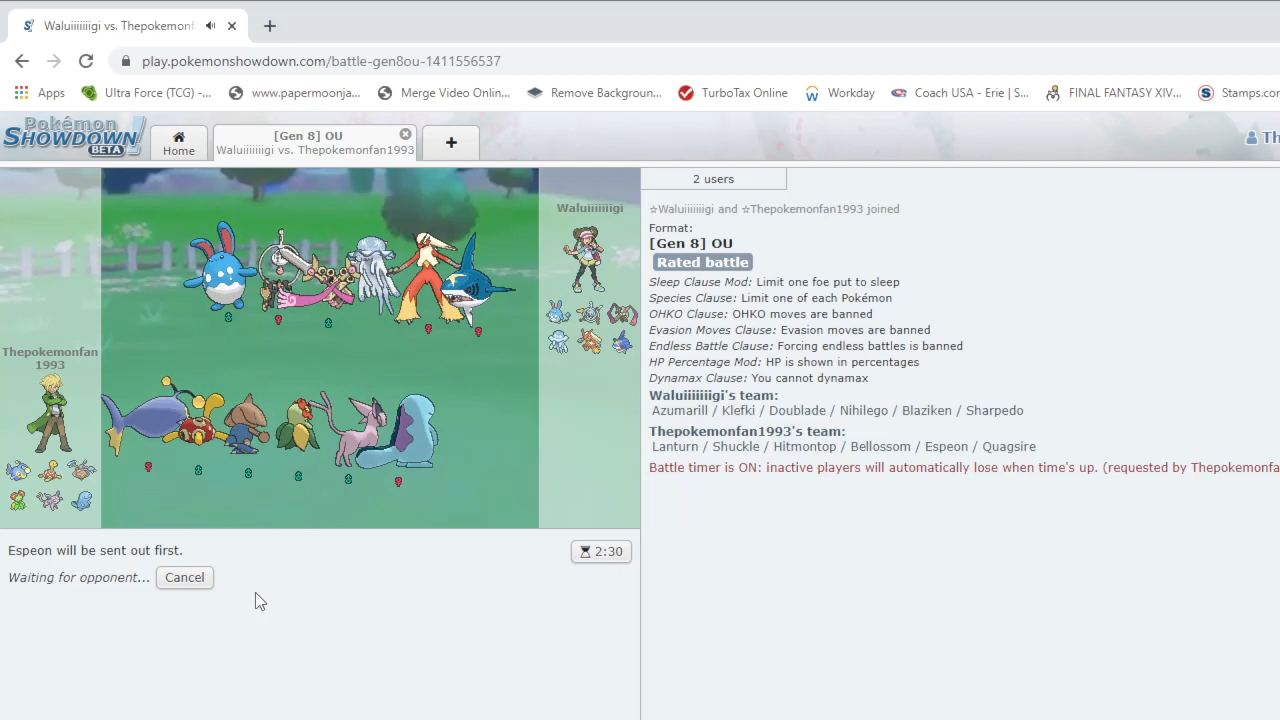 Waluiiiiiiigi vs. Thepokemonf
play.pokemonshowdown.com/battle-gen8ou-1411556537
Apps
Ultra Force (TCG) -...
www.papermoonja...
Merge Video Onlin...
Remove Backgroun...
TurboTax Online
Workday
Coach USA - Erie | S...
FINAL FANTASY XIV...
Stamps.com
Pokémon
SHOWDOWN!
BETA
Home
[Gen 8] OU
Waluiiiiiiigi vs. Thepokemonfan1993
+
Th
Waluiiiiiiigi
Thepokemonfan
1993
Espeon will be sent out first.
2:30
Waiting for opponent...
Cancel
2 users
☆Waluiiiiiiigi and ☆Thepokemonfan1993 joined
Format:
[Gen 8] OU
Rated battle
Sleep Clause Mod: Limit one foe put to sleep
Species Clause: Limit one of each Pokémon
OHKO Clause: OHKO moves are banned
Evasion Moves Clause: Evasion moves are banned
Endless Battle Clause: Forcing endless battles is banned
HP Percentage Mod: HP is shown in percentages
Dynamax Clause: You cannot dynamax
Waluiiiiiiigi's team:
Azumarill / Klefki / Doublade / Nihilego / Blaziken / Sharpedo
Thepokemonfan1993's team:
Lanturn / Shuckle / Hitmontop / Bellossom / Espeon / Quagsire
Battle timer is ON: inactive players will automatically lose when time's up. (requested by Thepokemonfa